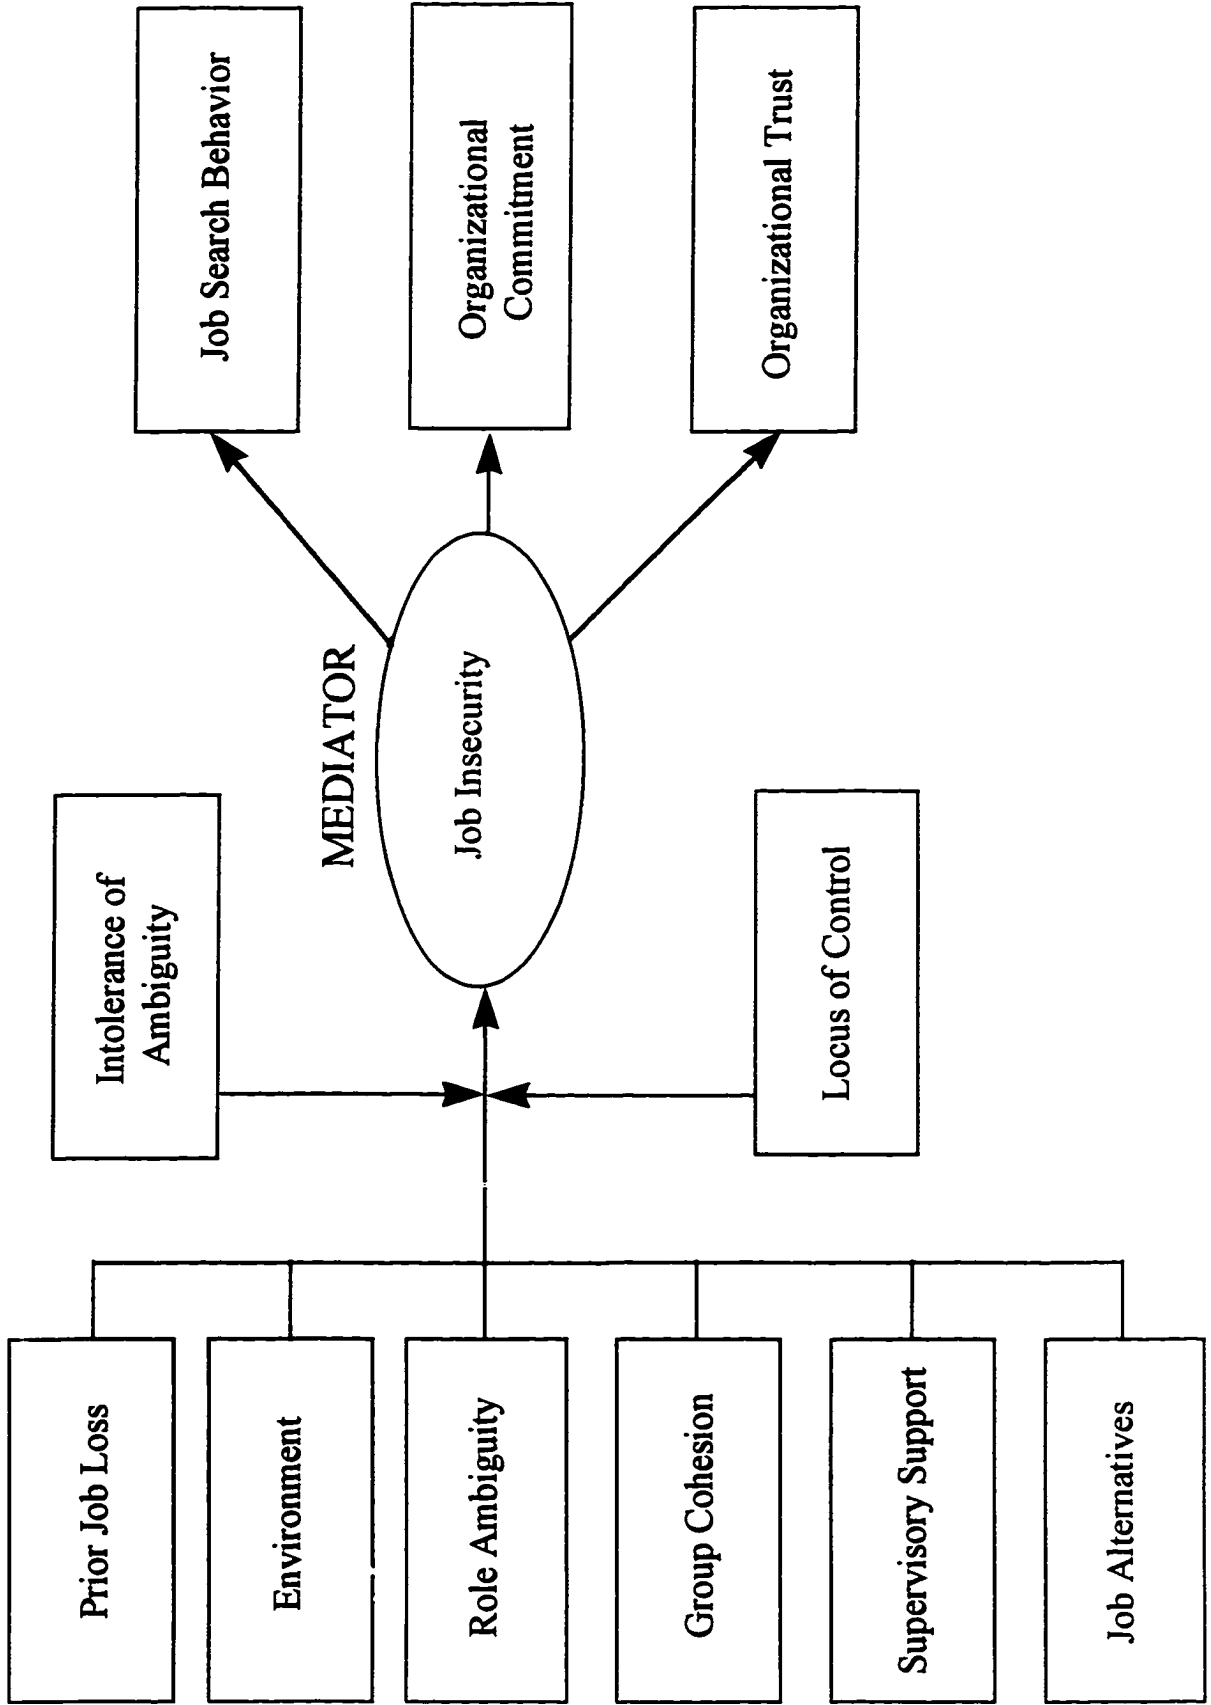 Prior Job Loss
Environment
Role Ambiguity
Group Cohesion
Supervisory Support
Job Alternatives
Intolerance of
Ambiguity
Locus of Control
MEDIATOR
Job Insecurity
Job Search Behavior
Organizational
Commitment
Organizational Trust